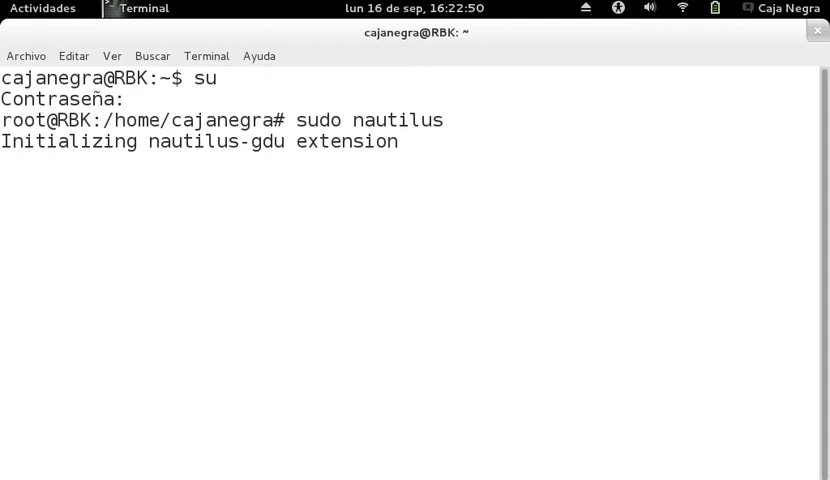 Actividades Terminal lun 16 de sep, 16:22:50 Caja Negra
cajanegra@RBK: ~
Archivo Editar Ver Buscar Terminal Ayuda
cajanegra@RBK:~$ su
Contraseña:
root@RBK:/home/cajanegra# sudo nautilus
Initializing nautilus-gdu extension